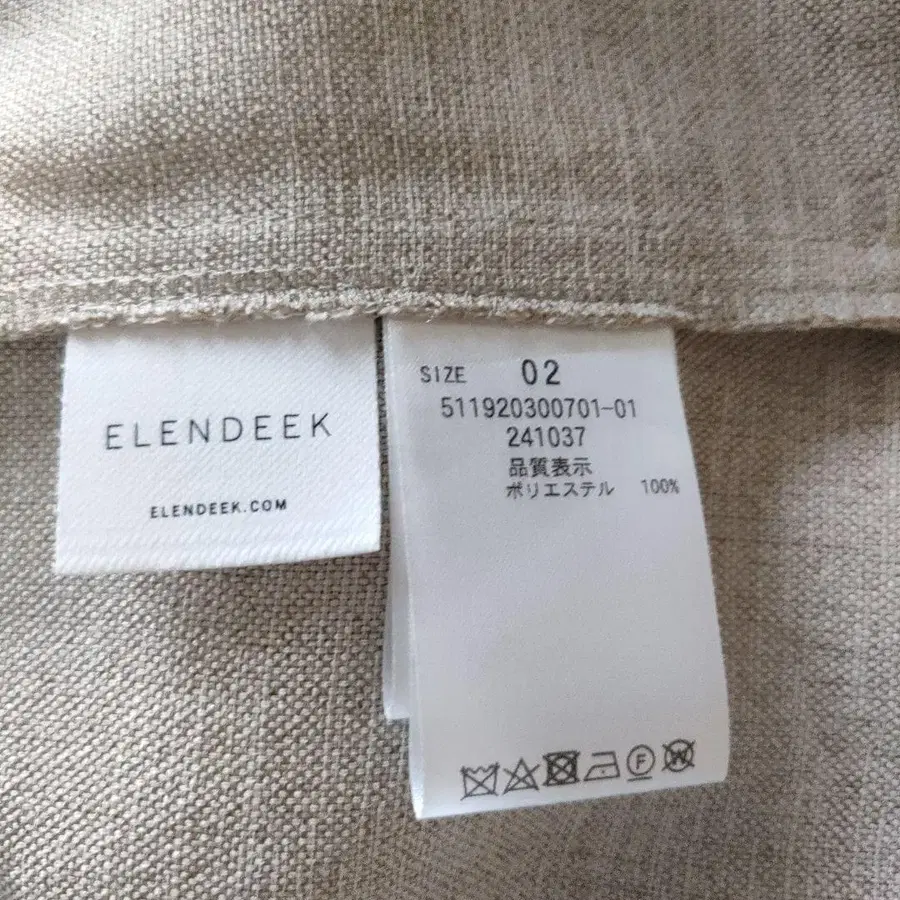 ELENDEEK
ELENDEEK.COM
SIZE 02
511920300701-01
241037
品質表示
ポリエステル 100%
F
W